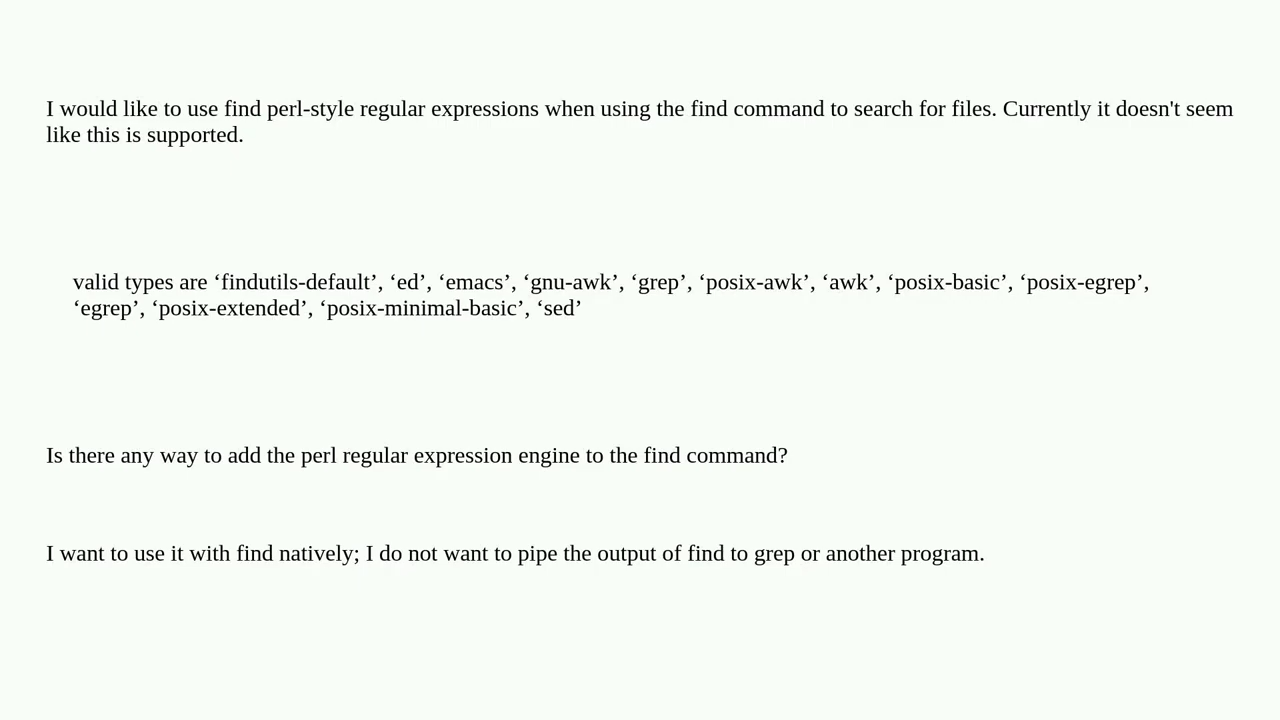 I would like to use find perl-style regular expressions when using the find command to search for files. Currently it doesn't seem
like this is supported.
valid types are ‘findutils-default’, ‘ed’, ‘emacs’, ‘gnu-awk’, ‘grep’, ‘posix-awk’, ‘awk’, ‘posix-basic’, ‘posix-egrep’,
‘egrep’, ‘posix-extended’, ‘posix-minimal-basic’, ‘sed’
Is there any way to add the perl regular expression engine to the find command?
I want to use it with find natively; I do not want to pipe the output of find to grep or another program.